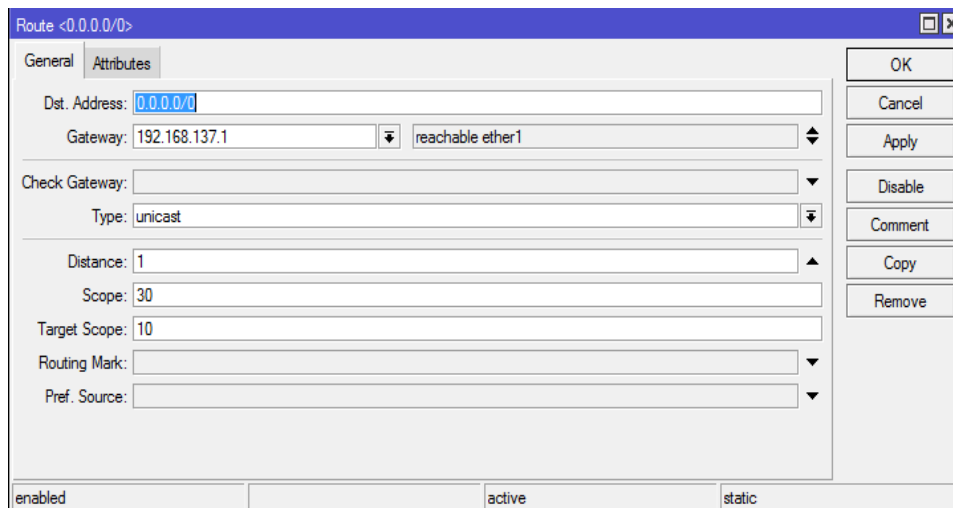 Route <0.0.0.0/0>
General Attributes
OK
Dst. Address: 0.0.0.0/0
Cancel
Gateway: 192.168.137.1 reachable ether1
Apply
Check Gateway:
Disable
Type: unicast
Comment
Distance: 1
Copy
Scope: 30
Remove
Target Scope: 10
Routing Mark:
Pref. Source:
enabled active static